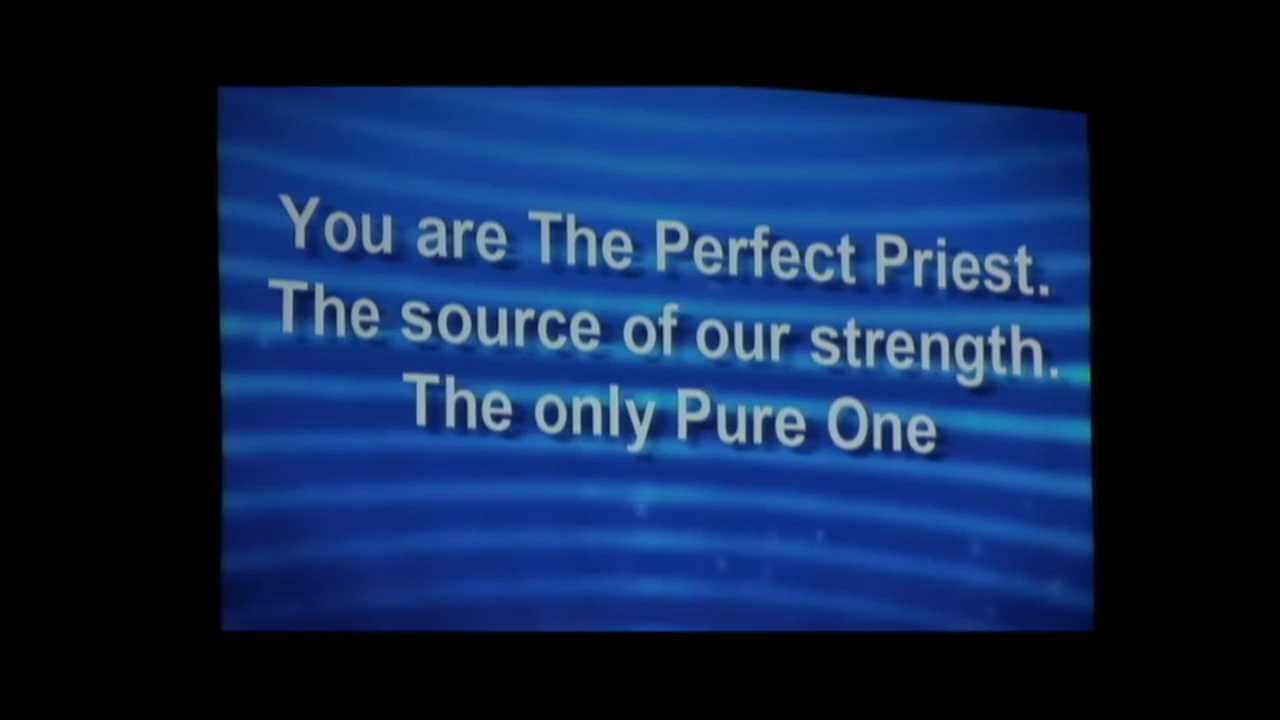 You are The Perfect Priest.
The source of our strength.
The only Pure One